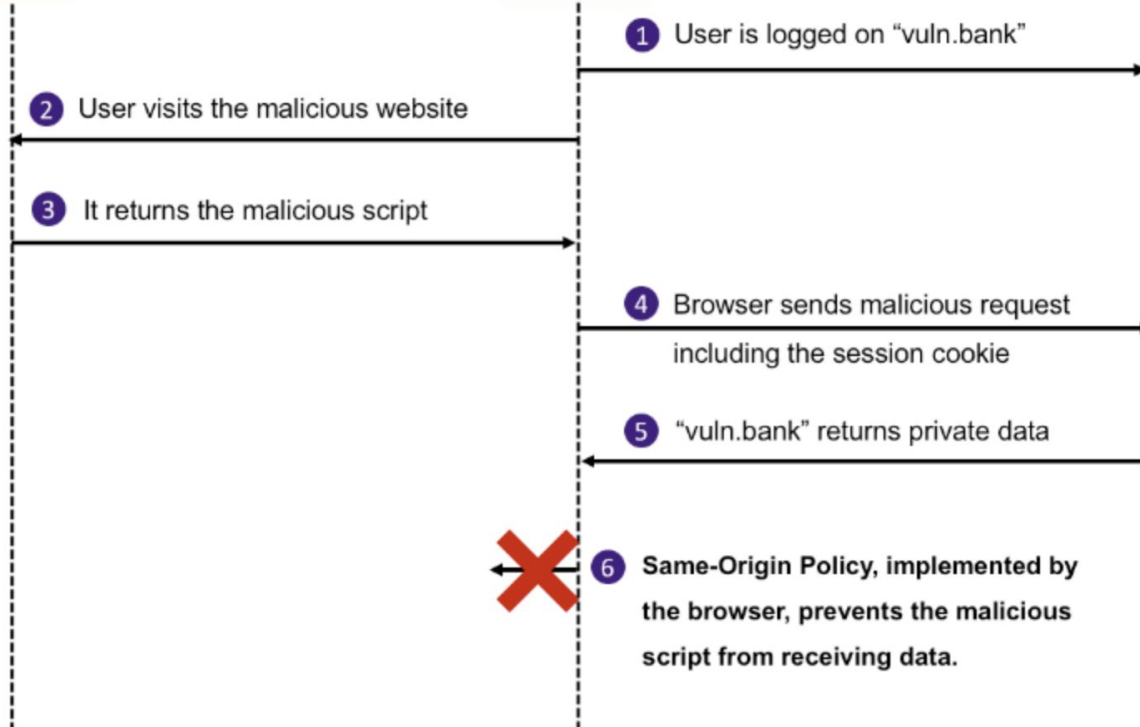 1 User is logged on “vuln.bank”
2 User visits the malicious website
3 It returns the malicious script
4 Browser sends malicious request
including the session cookie
5 “vuln.bank” returns private data
6 Same-Origin Policy, implemented by
the browser, prevents the malicious
script from receiving data.